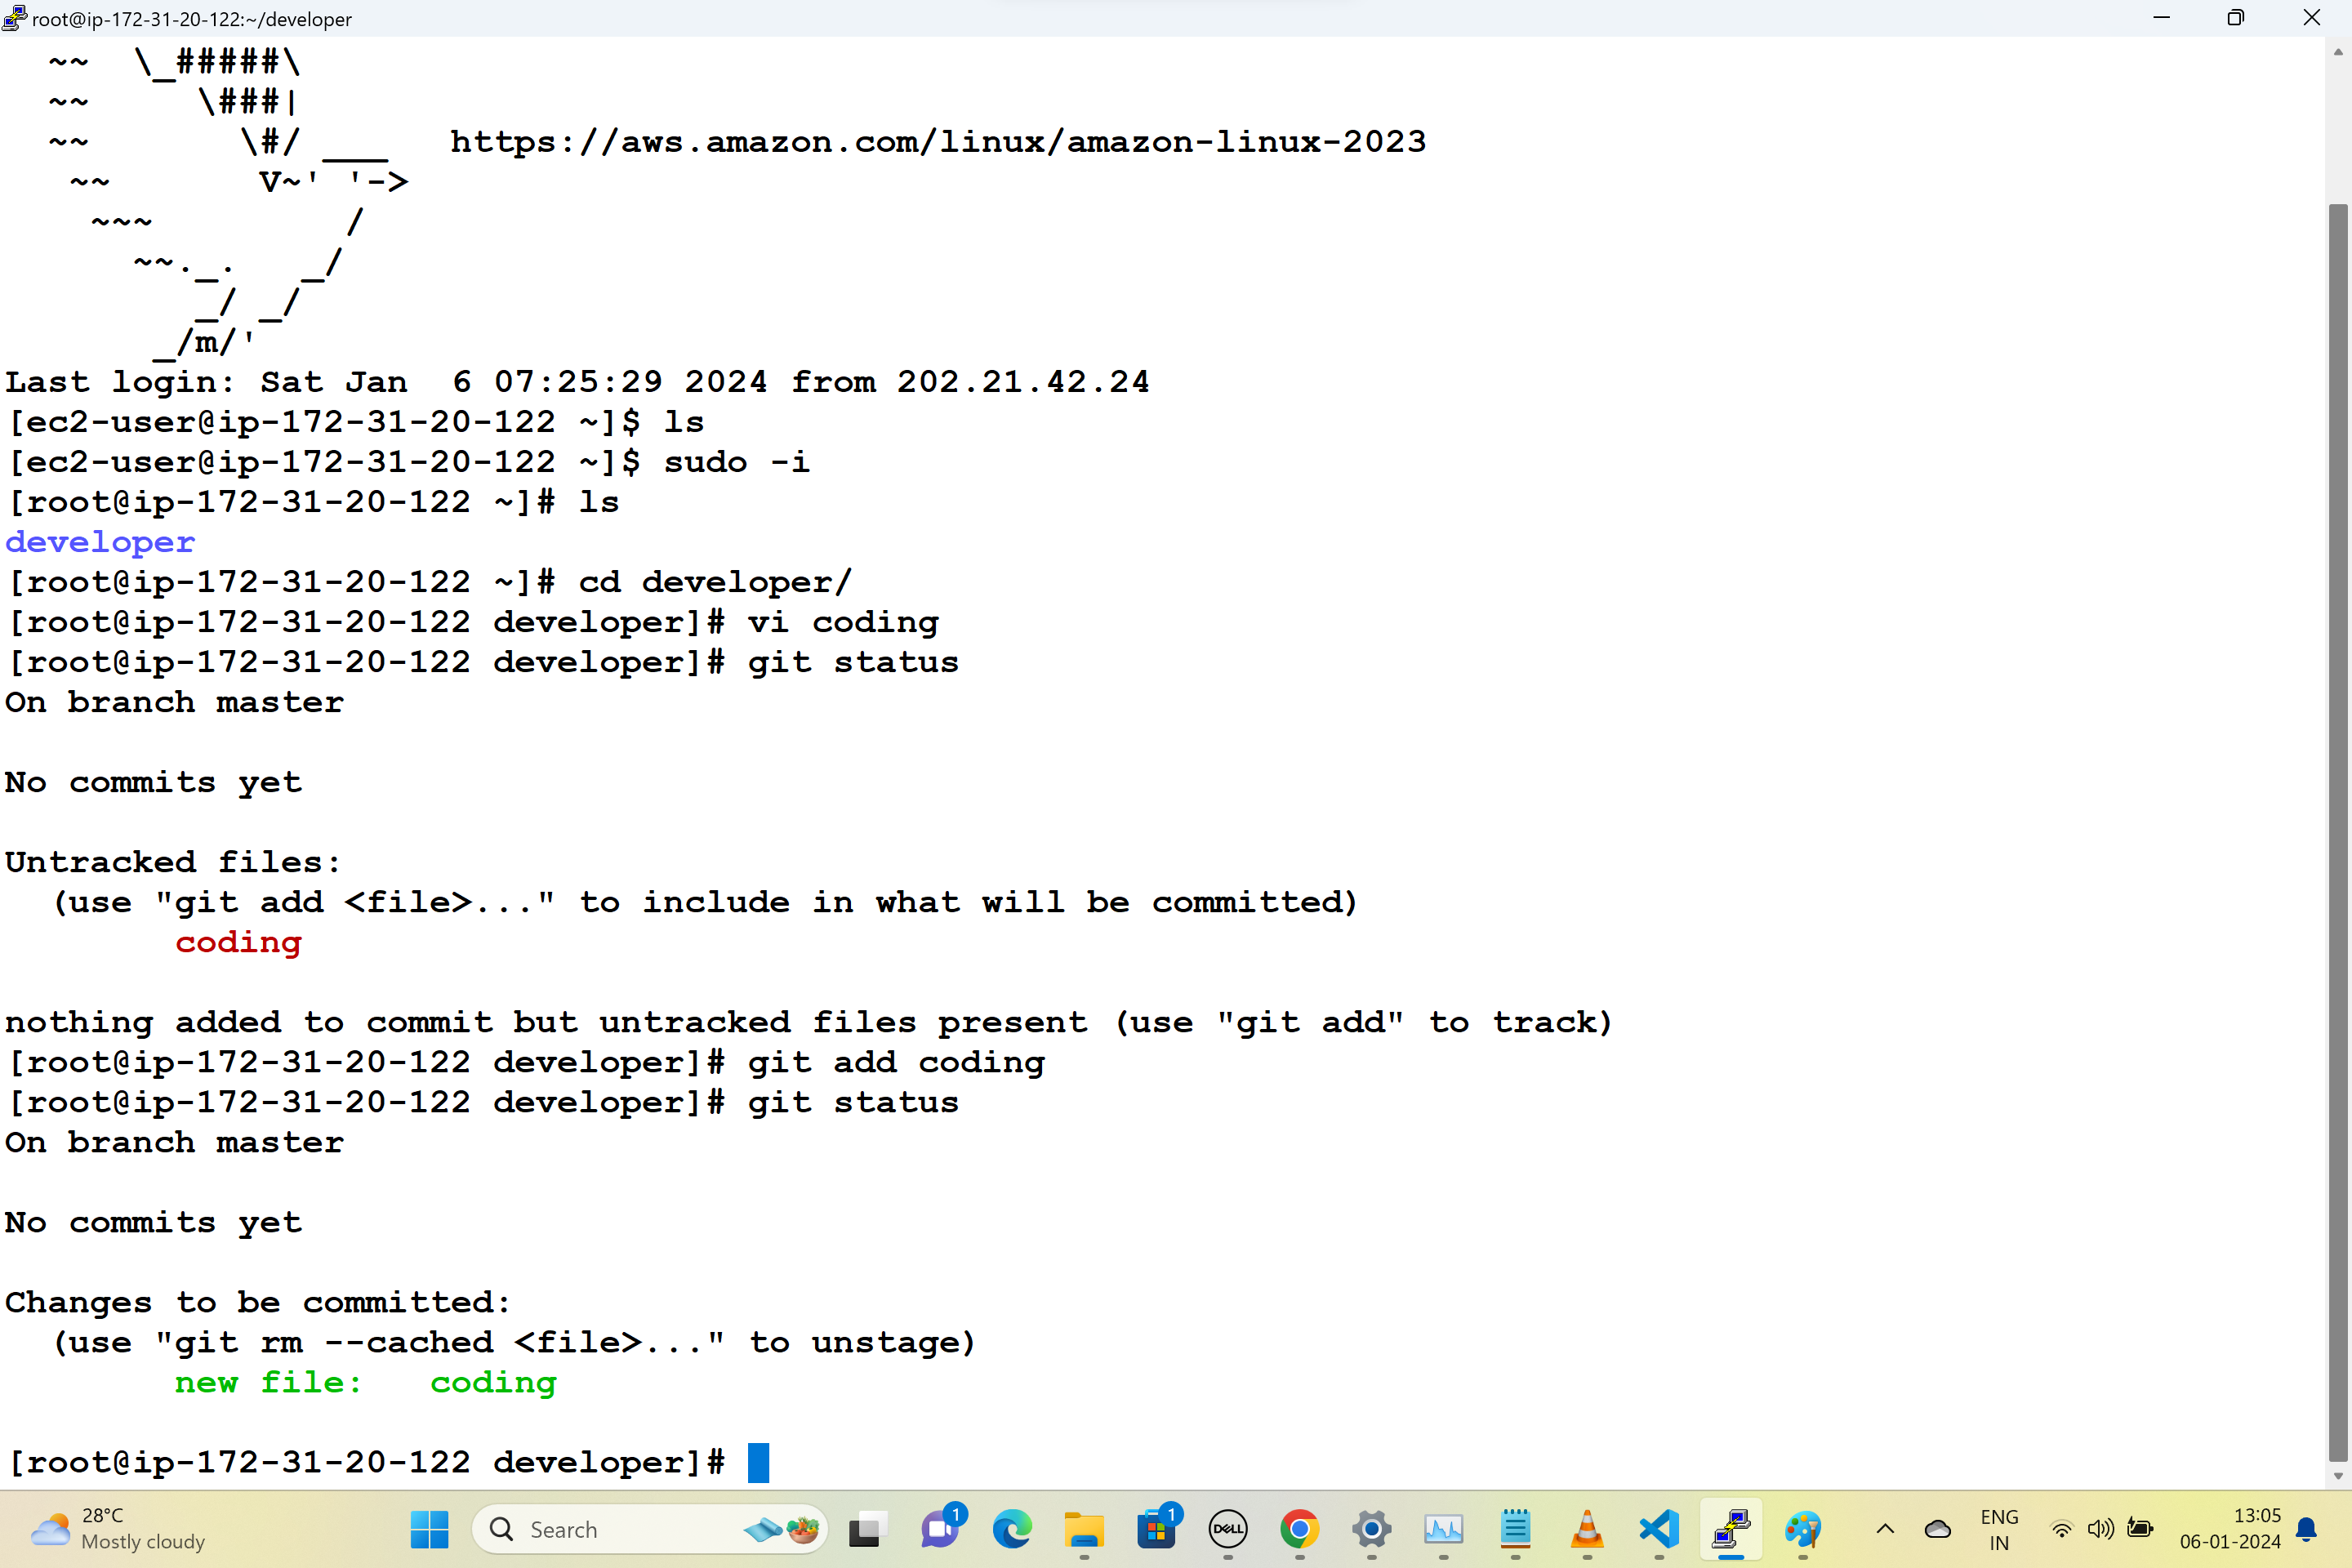 root@ip-172-31-20-122:~/developer
~~   \_#####\
~~     \###|
~~       \#/ ___   https://aws.amazon.com/linux/amazon-linux-2023
~~       V~' '->
~~~         /
~~._.   _/
_/ _/
_/m/'
Last login: Sat Jan  6 07:25:29 2024 from 202.21.42.24
[ec2-user@ip-172-31-20-122 ~]$ ls
[ec2-user@ip-172-31-20-122 ~]$ sudo -i
[root@ip-172-31-20-122 ~]# ls
developer
[root@ip-172-31-20-122 ~]# cd developer/
[root@ip-172-31-20-122 developer]# vi coding
[root@ip-172-31-20-122 developer]# git status
On branch master
No commits yet
Untracked files:
(use "git add <file>..." to include in what will be committed)
coding
nothing added to commit but untracked files present (use "git add" to track)
[root@ip-172-31-20-122 developer]# git add coding
[root@ip-172-31-20-122 developer]# git status
On branch master
No commits yet
Changes to be committed:
(use "git rm --cached <file>..." to unstage)
new file:   coding
[root@ip-172-31-20-122 developer]#
28°C
Mostly cloudy
Search
1
1
DELL
ENG
IN
13:05
06-01-2024